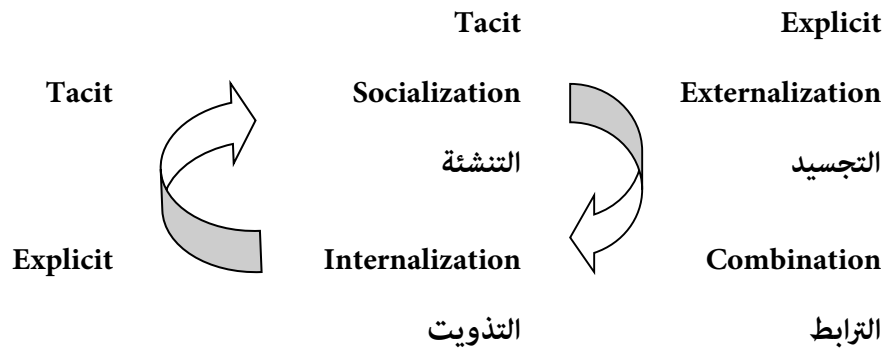 Tacit Explicit
Tacit Socialization Externalization
التنشئة التجسيد
Explicit Internalization Combination
التذويت الترابط